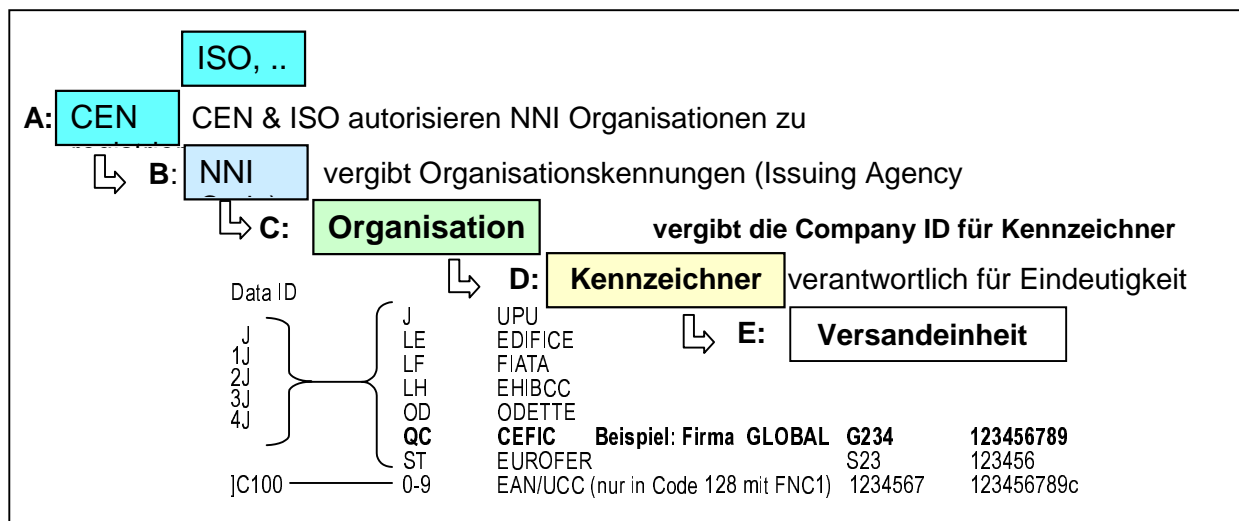 ISO, ..
A: CEN CEN & ISO autorisieren NNI Organisationen zu
B: NNI vergibt Organisationskennungen (Issuing Agency
C: Organisation vergibt die Company ID für Kennzeichner
D: Kennzeichner verantwortlich für Eindeutigkeit
E: Versandeinheit
Data ID
J UPU
J LE EDIFICE
1J LF FIATA
2J LH EHIBCC
3J OD ODETTE
4J QC CEFIC Beispiel: Firma GLOBAL G234 123456789
ST EUROFER S23 123456
]C100 0-9 EAN/UCC (nur in Code 128 mit FNC1) 1234567 123456789c